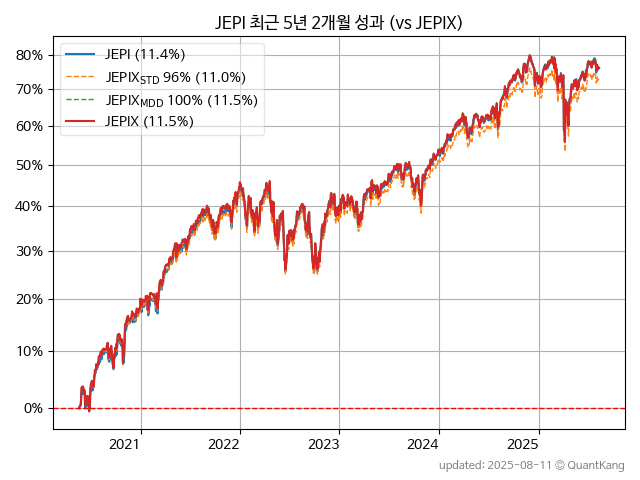 JEPI 최근 5년 2개월 성과 (vs JEPIX)
JEPI (11.4%)
JEPIXSTD 96% (11.0%)
JEPIXMDD 100% (11.5%)
JEPIX (11.5%)
80%
70%
60%
50%
40%
30%
20%
10%
0%
2021 2022 2023 2024 2025
updated: 2025-08-11 © QuantKang